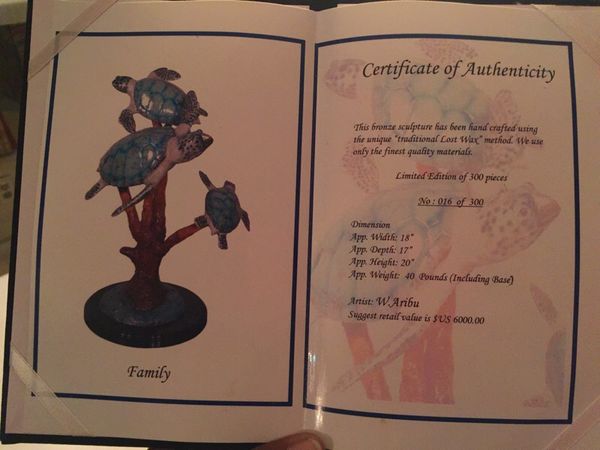 Family
Certificate of Authenticity
This bronze sculpture has been hand crafted using
the unique "traditional Lost Wax" method. We use
only the finest quality materials.
Limited Edition of 300 pieces
No : 016 of 300
Dimension
App. Width: 18"
App. Depth: 17"
App. Height: 20"
App. Weight: 40 Pounds (Including Base)
Artist: W.Aribu
Suggest retail value is $US 6000.00